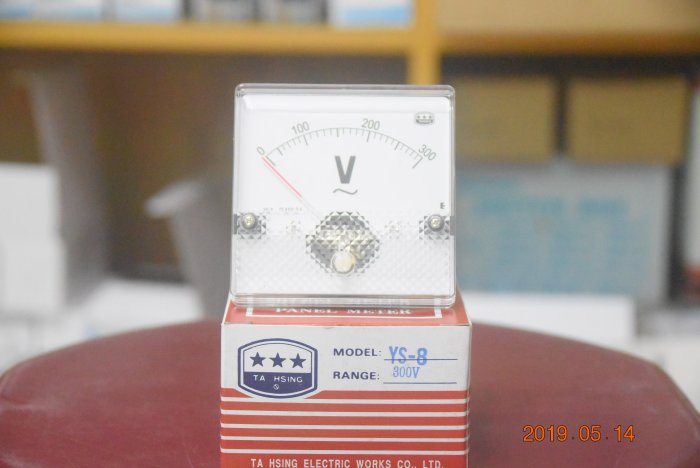 0 100 200 300
V
PANEL METER
MODEL: YS-8
TA HSING
RANGE: 300V
TA HSING ELECTRIC WORKS CO., LTD.
2019.05.14